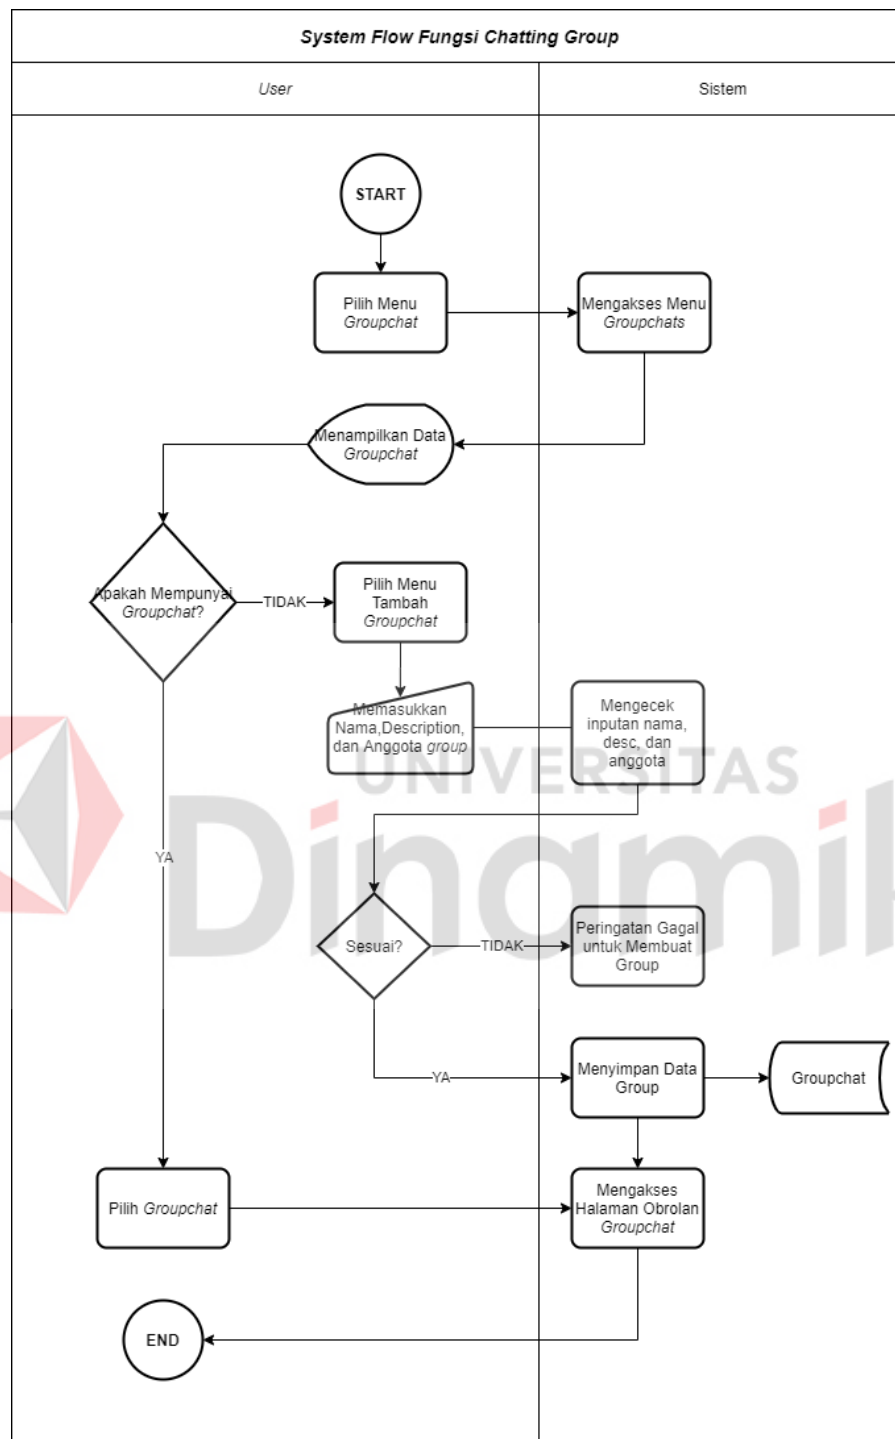 System Flow Fungsi Chatting Group
User
Sistem
START
Pilih Menu
Groupchat
Mengakses Menu
Groupchats
Menampilkan Data
Groupchat
Apakah Mempunyai
Groupchat?
TIDAK
Pilih Menu
Tambah
Groupchat
Memasukkan
Nama,Description,
dan Anggota group
Mengecek
inputan nama,
desc, dan
anggota
UNIVERSITAS
Dinamik
YA
Sesuai?
TIDAK
Peringatan Gagal
untuk Membuat
Group
YA
Menyimpan Data
Group
Groupchat
Pilih Groupchat
Mengakses
Halaman Obrolan
Groupchat
END